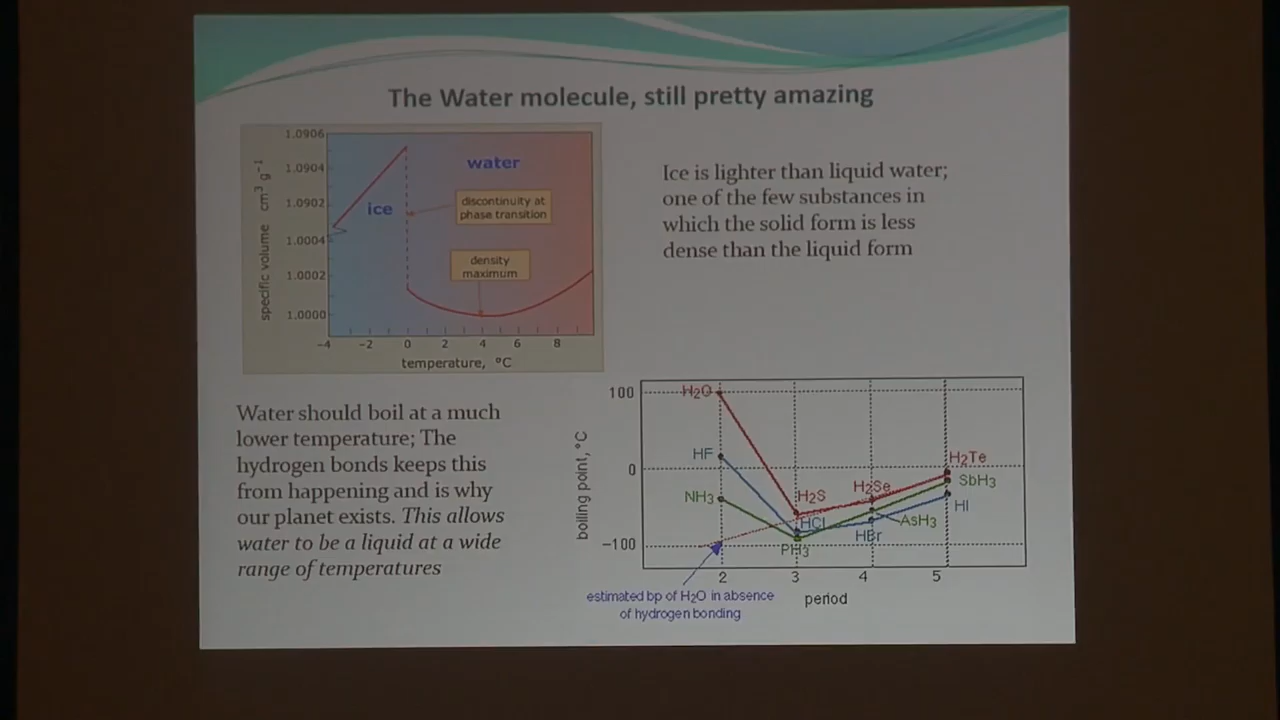 The Water molecule, still pretty amazing
1.0906
1.0904
1.0902
1.0004
1.0002
1.0000
specific volume cm³ g⁻¹
water
ice
discontinuity at
phase transition
density
maximum
−4 −2 0 2 4 6 8
temperature, °C
Ice is lighter than liquid water;
one of the few substances in
which the solid form is less
dense than the liquid form
Water should boil at a much
lower temperature; The
hydrogen bonds keeps this
from happening and is why
our planet exists. This allows
water to be a liquid at a wide
range of temperatures
100
0
−100
boiling point, °C
H₂O
HF
NH₃
H₂S
HCl
PH₃
H₂Se
HBr
AsH₃
H₂Te
SbH₃
HI
2 3 4 5
period
estimated bp of H₂O in absence
of hydrogen bonding